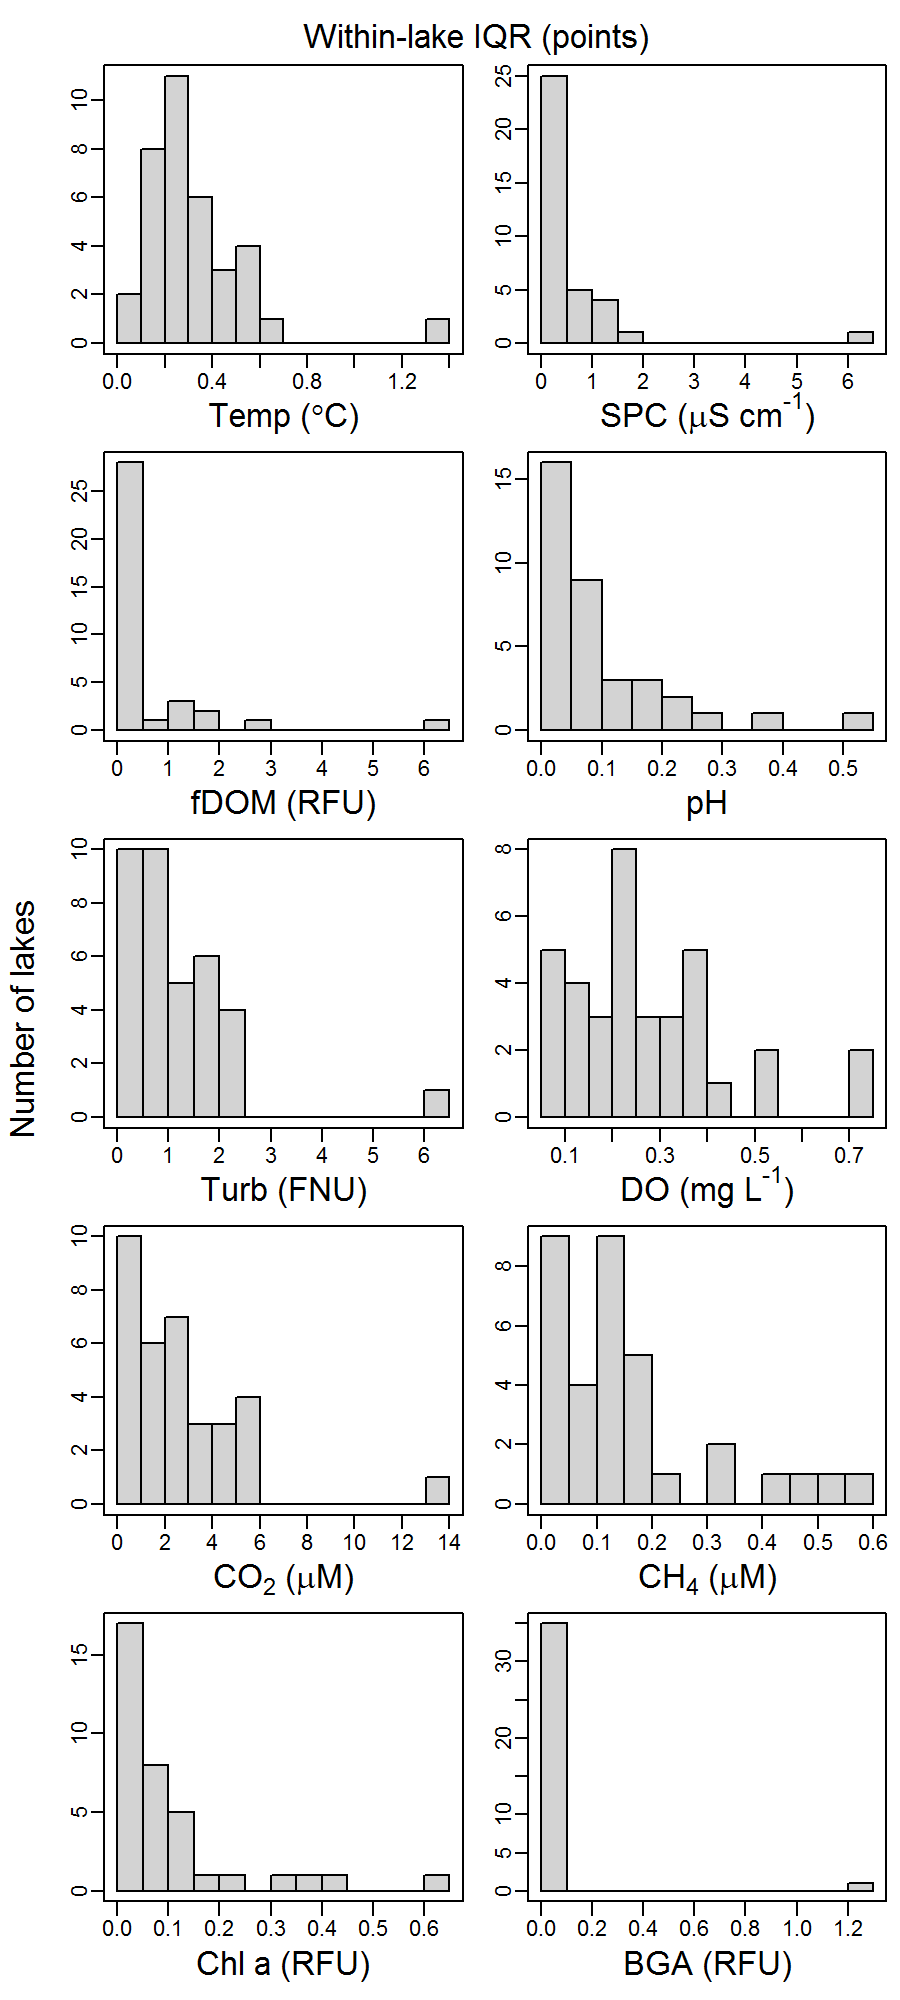 Within-lake IQR (points)
Number of lakes
0 2 4 6 8 10
0.0 0.4 0.8 1.2
Temp (°C)
0 5 10 15 20 25
0 1 2 3 4 5 6
SPC (μS cm⁻¹)
0 5 10 15 20 25
0 1 2 3 4 5 6
fDOM (RFU)
0 5 10 15
0.0 0.1 0.2 0.3 0.4 0.5
pH
0 2 4 6 8 10
0 1 2 3 4 5 6
Turb (FNU)
0 2 4 6 8
0.1 0.3 0.5 0.7
DO (mg L⁻¹)
0 2 4 6 8 10
0 2 4 6 8 10 12 14
CO₂ (μM)
0 2 4 6 8
0.0 0.1 0.2 0.3 0.4 0.5 0.6
CH₄ (μM)
0 5 10 15
0.0 0.1 0.2 0.3 0.4 0.5 0.6
Chl a (RFU)
0 5 10 20 30
0.0 0.2 0.4 0.6 0.8 1.0 1.2
BGA (RFU)